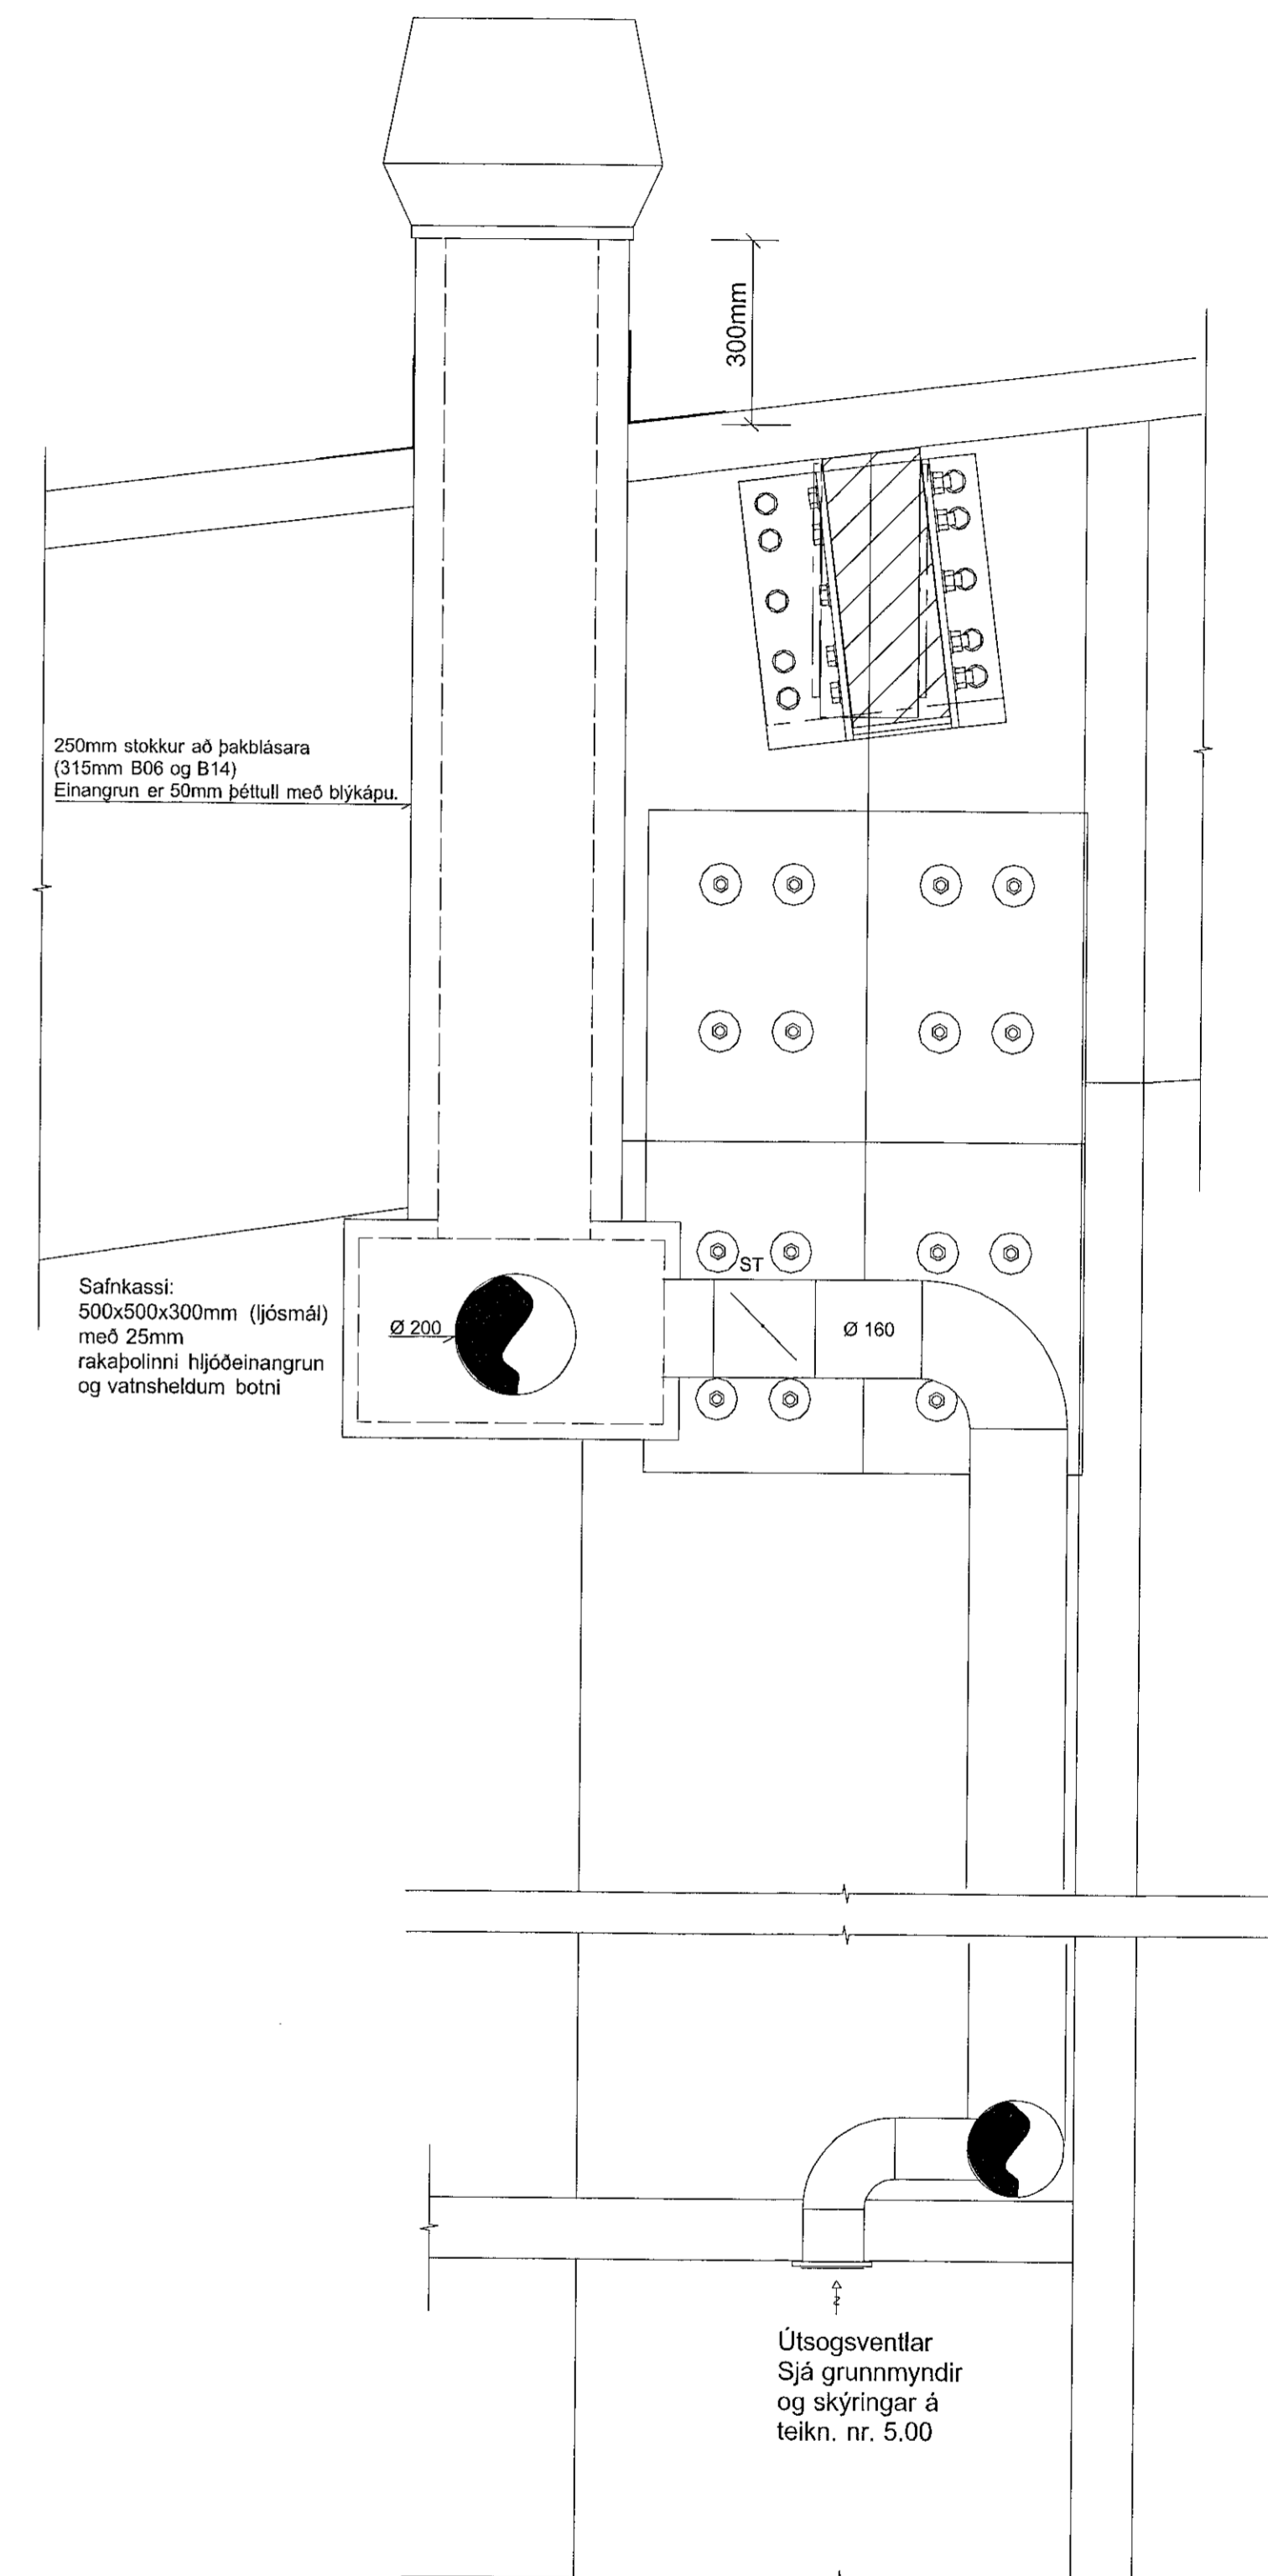 300mm
250mm stokkur að þakblásara
(315mm B06 og B14)
Einangrun er 50mm þéttull með blýkápu.
ST
Safnkassi:
500x500x300mm (ljósmál)
með 25mm
rakaþolinni hljóðeinangrun
og vatnsheldum botni
Ø 200
Ø 160
Útsogsventlar
Sjá grunnmyndir
og skýringar á
teikn. nr. 5.00